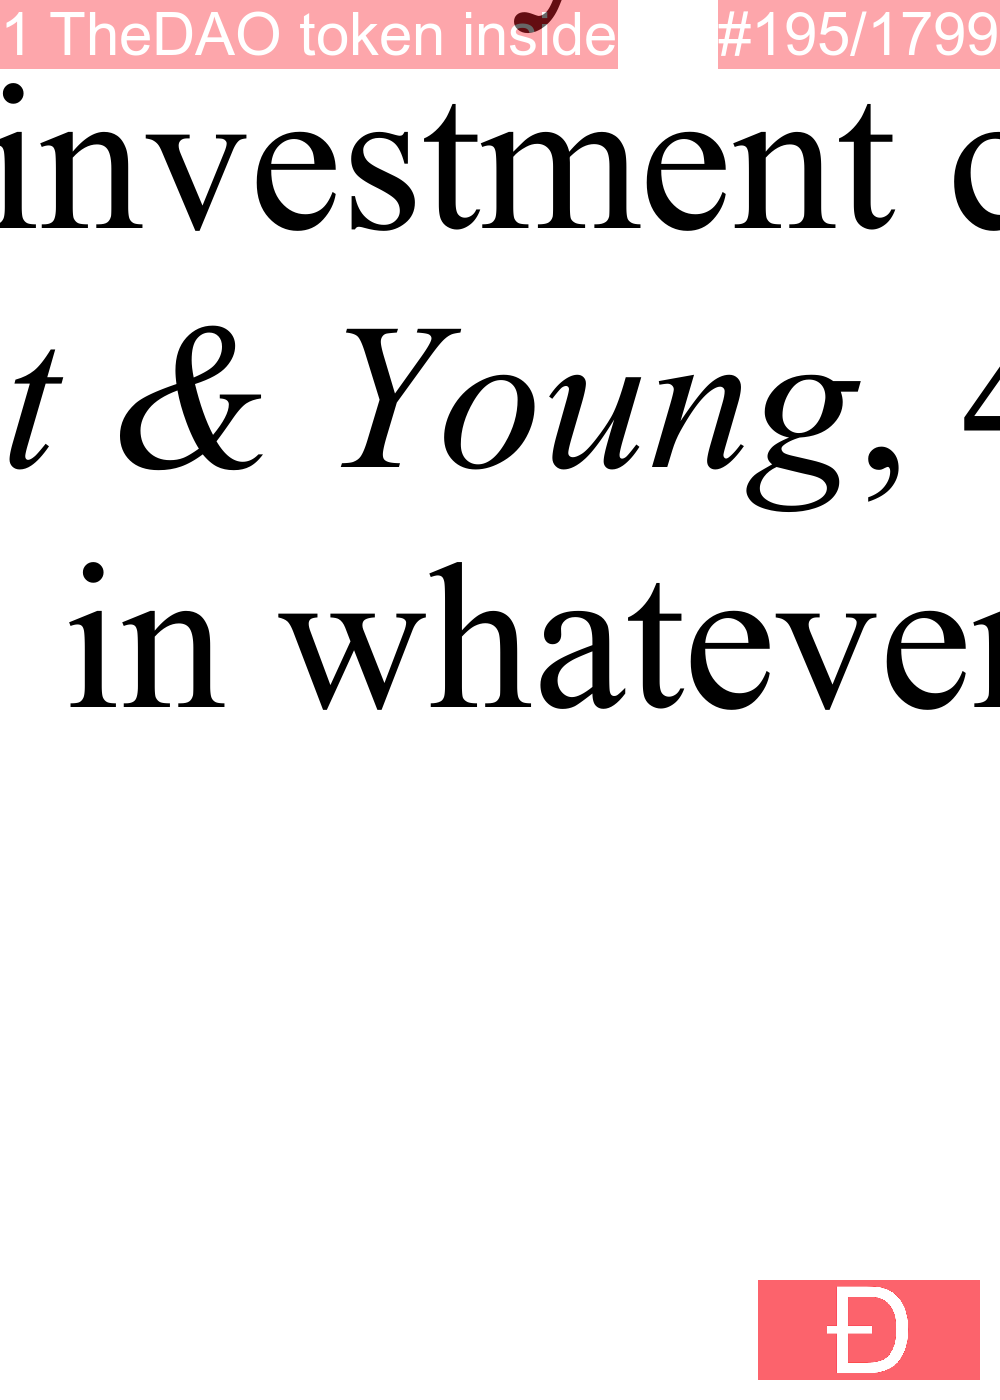 1 TheDAO token inside #195/1799
investment
t & Young,
in whatever
Đ